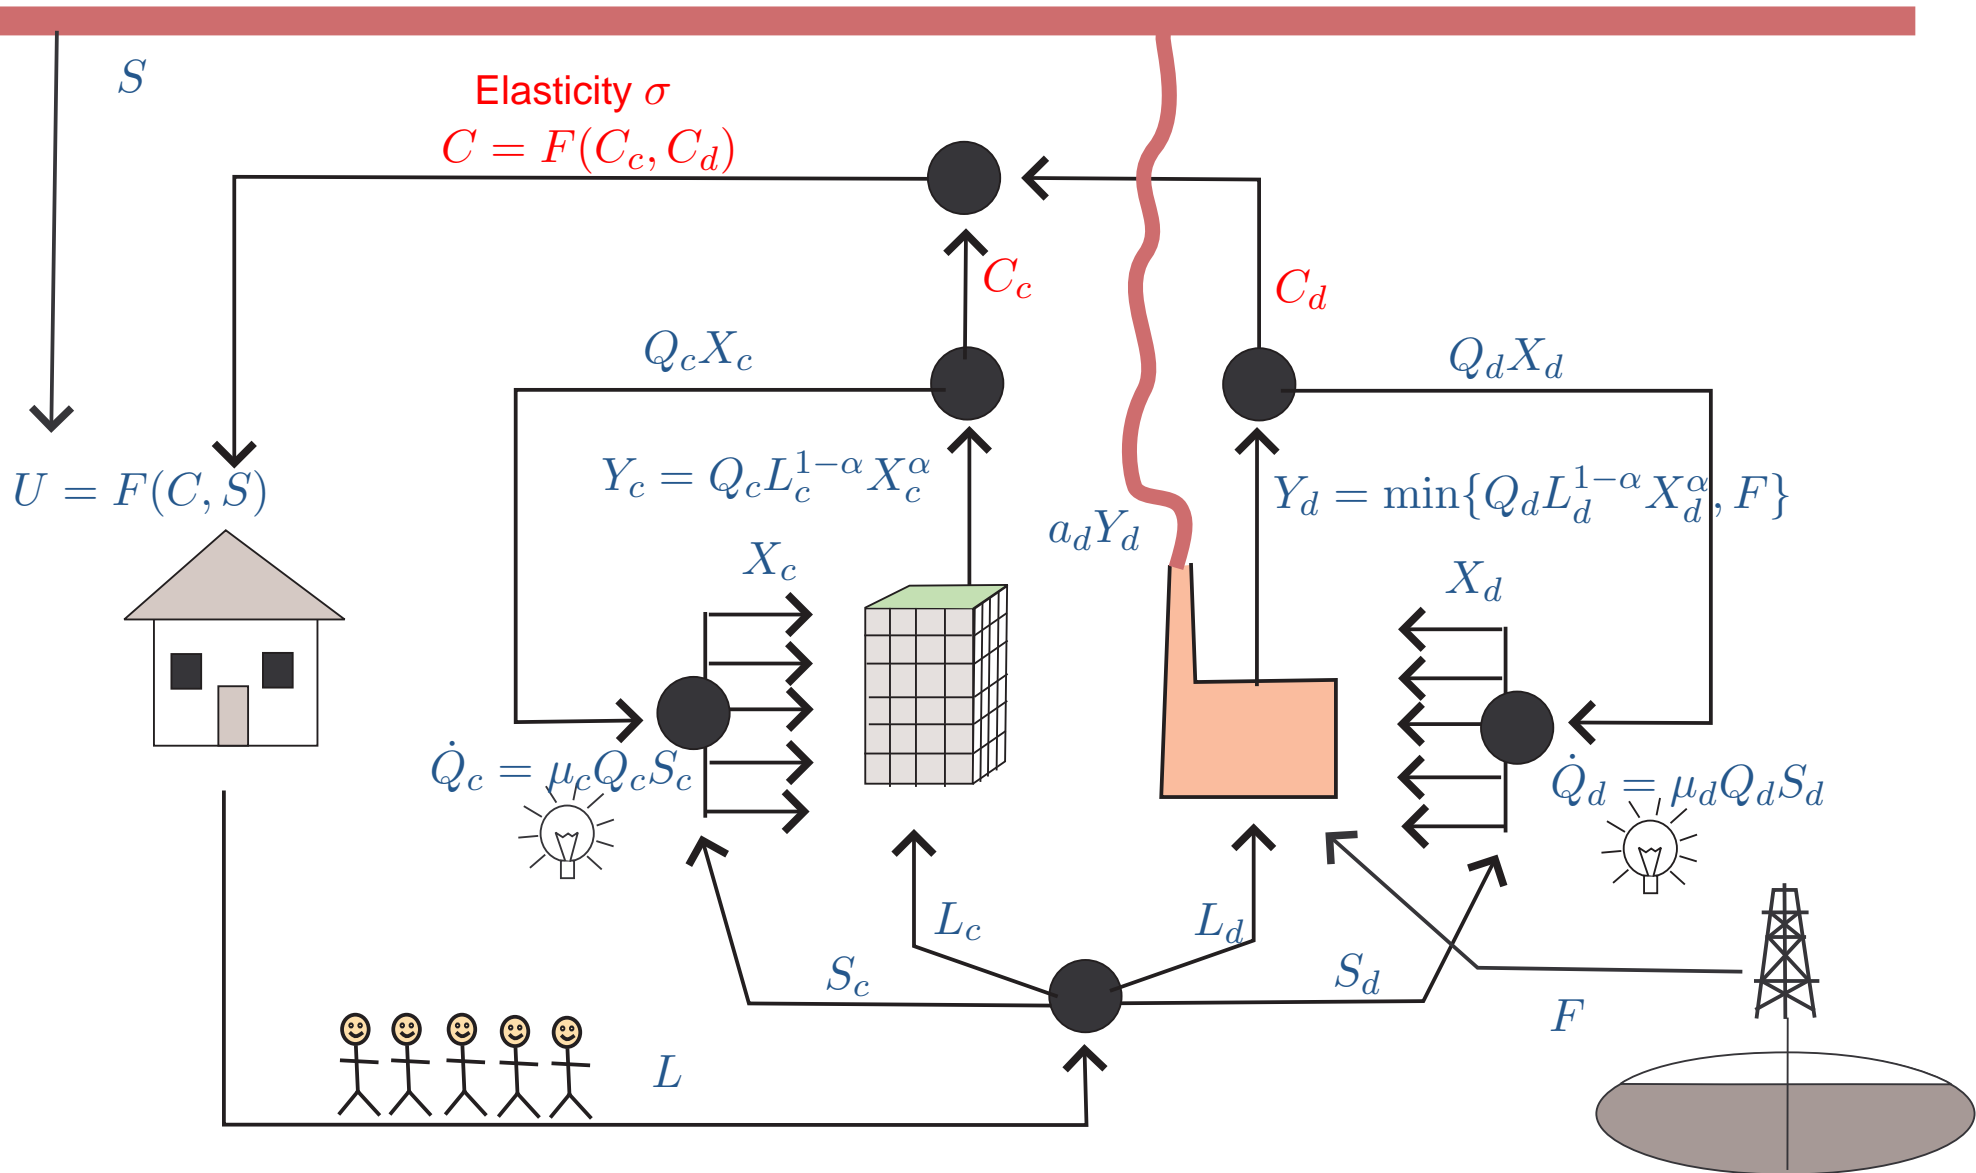 S
Elasticity σ
C = F(C_c, C_d)
C_c
C_d
Q_cX_c
Q_dX_d
U = F(C, S)
Y_c = Q_cL_c^{1−α}X_c^α
Y_d = min{Q_dL_d^{1−α}X_d^α, F}
a_dY_d
X_c
X_d
Q̇_c = μ_cQ_cS_c
Q̇_d = μ_dQ_dS_d
L_c
L_d
S_c
S_d
F
L